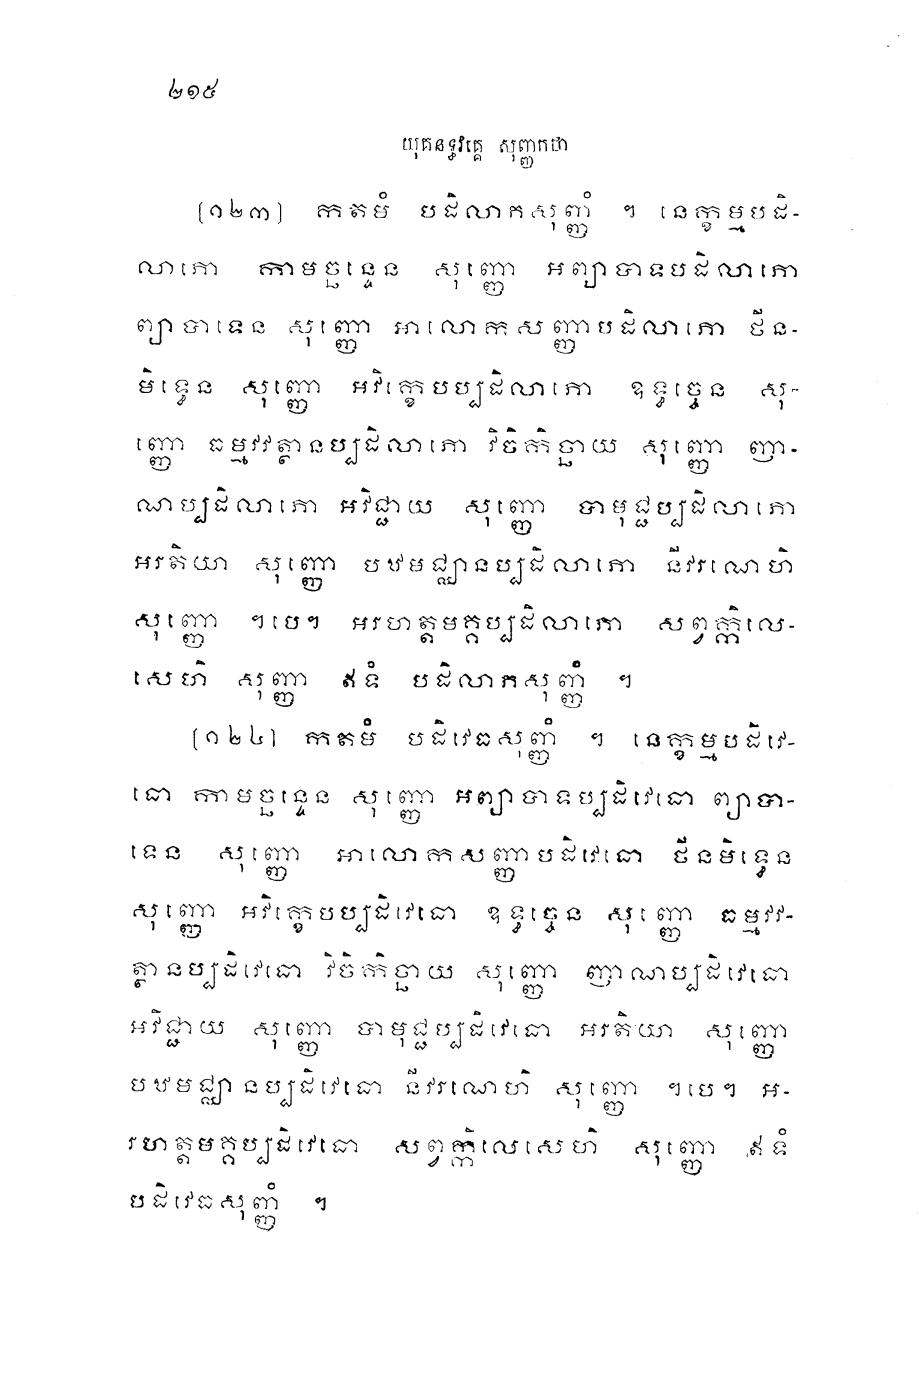 ២១៥
យុគនទ្ធវគ្គេ សុញ្ញកថា
(១២៣) កតមំ បដិលាភសុញ្ញំ ។ នេក្ខម្មបដិ-
លាភោ កាមច្ឆន្ទេន សុញ្ញោ អព្យាបាទបដិលាភោ
ព្យាបាទេន សុញ្ញោ អាលោកសញ្ញាបដិលាភោ ថីន-
មិទ្ធេន សុញ្ញោ អវិក្ខេបប្បដិលាភោ ឧទ្ធច្ចេន សុ-
ញ្ញោ ធម្មវវត្ថានប្បដិលាភោ វិចិកិច្ឆាយ សុញ្ញោ ញា-
ណប្បដិលាភោ អវិជ្ជាយ សុញ្ញោ បាមុជ្ជប្បដិលាភោ
អរតិយា សុញ្ញោ បឋមជ្ឈានប្បដិលាភោ នីវរណេហិ
សុញ្ញោ ។បេ។ អរហត្តមគ្គប្បដិលាភោ សព្វក្កិលេ-
សេហិ សុញ្ញោ ឥទំ បដិលាភសុញ្ញំ ។
(១២៤) កតមំ បដិវេធសុញ្ញំ ។ នេក្ខម្មបដិវេ-
ធោ កាមច្ឆន្ទេន សុញ្ញោ អព្យាបាទប្បដិវេធោ ព្យាបា-
ទេន សុញ្ញោ អាលោកសញ្ញាបដិវេធោ ថីនមិទ្ធេន
សុញ្ញោ អវិក្ខេបប្បដិវេធោ ឧទ្ធច្ចេន សុញ្ញោ ធម្មវវ-
ត្ថានប្បដិវេធោ វិចិកិច្ឆាយ សុញ្ញោ ញាណប្បដិវេធោ
អវិជ្ជាយ សុញ្ញោ បាមុជ្ជប្បដិវេធោ អរតិយា សុញ្ញោ
បឋមជ្ឈានប្បដិវេធោ នីវរណេហិ សុញ្ញោ ។បេ។ អ-
រហត្តមគ្គប្បដិវេធោ សព្វក្កិលេសេហិ សុញ្ញោ ឥទំ
បដិវេធសុញ្ញំ ។